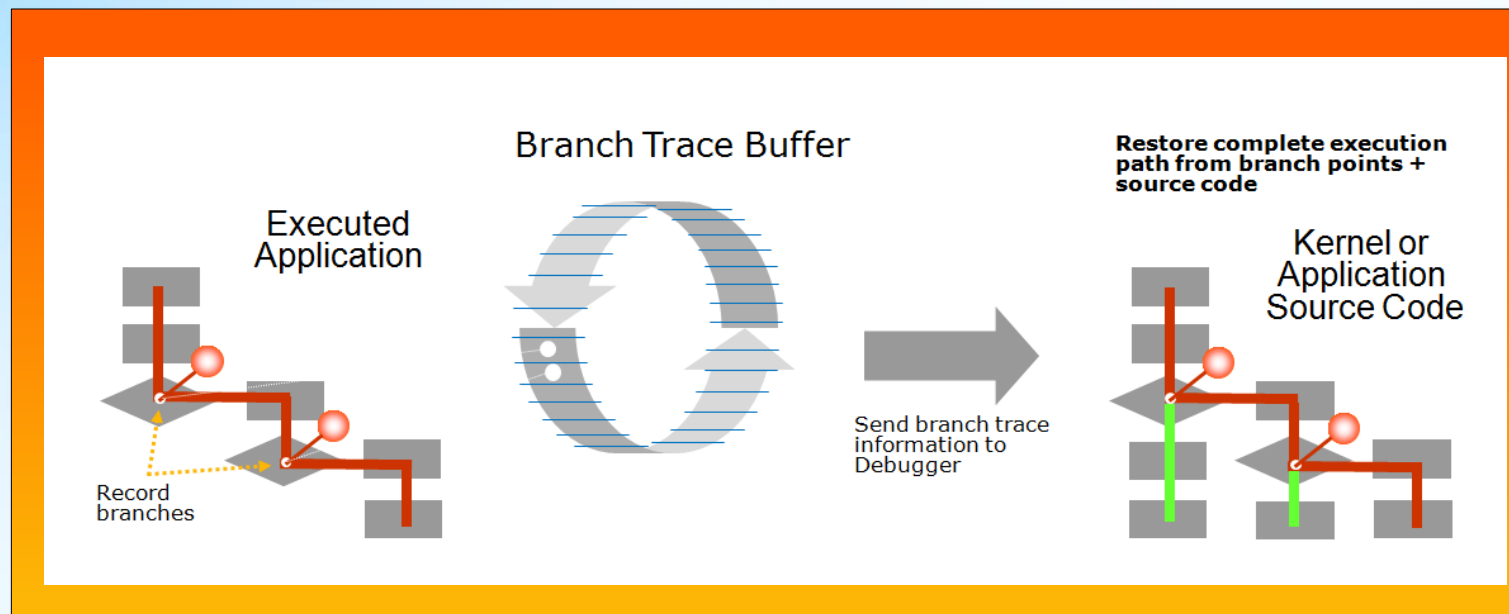 Branch Trace Buffer
Executed
Application
Record
branches
Send branch trace
information to
Debugger
Restore complete execution
path from branch points +
source code
Kernel or
Application
Source Code